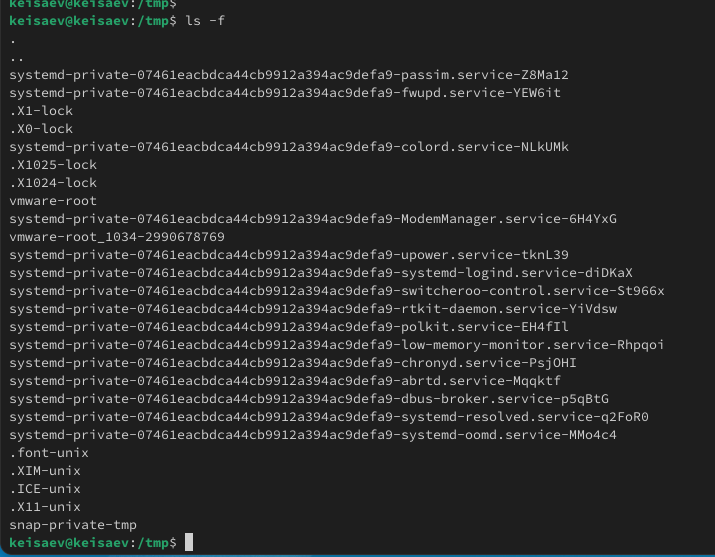 keisaev@keisaev:/tmp$
keisaev@keisaev:/tmp$ ls -f
.
..
systemd-private-07461eacbdca44cb9912a394ac9defa9-passim.service-Z8Ma12
systemd-private-07461eacbdca44cb9912a394ac9defa9-fwupd.service-YEW6it
.X1-lock
.X0-lock
systemd-private-07461eacbdca44cb9912a394ac9defa9-colord.service-NLkUMk
.X1025-lock
.X1024-lock
vmware-root
systemd-private-07461eacbdca44cb9912a394ac9defa9-ModemManager.service-6H4YxG
vmware-root_1034-2990678769
systemd-private-07461eacbdca44cb9912a394ac9defa9-upower.service-tknL39
systemd-private-07461eacbdca44cb9912a394ac9defa9-systemd-logind.service-diDKaX
systemd-private-07461eacbdca44cb9912a394ac9defa9-switcheroo-control.service-St966x
systemd-private-07461eacbdca44cb9912a394ac9defa9-rtkit-daemon.service-YiVdsw
systemd-private-07461eacbdca44cb9912a394ac9defa9-polkit.service-EH4fIl
systemd-private-07461eacbdca44cb9912a394ac9defa9-low-memory-monitor.service-Rhpqoi
systemd-private-07461eacbdca44cb9912a394ac9defa9-chronyd.service-PsjOHI
systemd-private-07461eacbdca44cb9912a394ac9defa9-abrtd.service-Mqqktf
systemd-private-07461eacbdca44cb9912a394ac9defa9-dbus-broker.service-p5qBtG
systemd-private-07461eacbdca44cb9912a394ac9defa9-systemd-resolved.service-q2FoR0
systemd-private-07461eacbdca44cb9912a394ac9defa9-systemd-oomd.service-MMo4c4
.font-unix
.XIM-unix
.ICE-unix
.X11-unix
snap-private-tmp
keisaev@keisaev:/tmp$